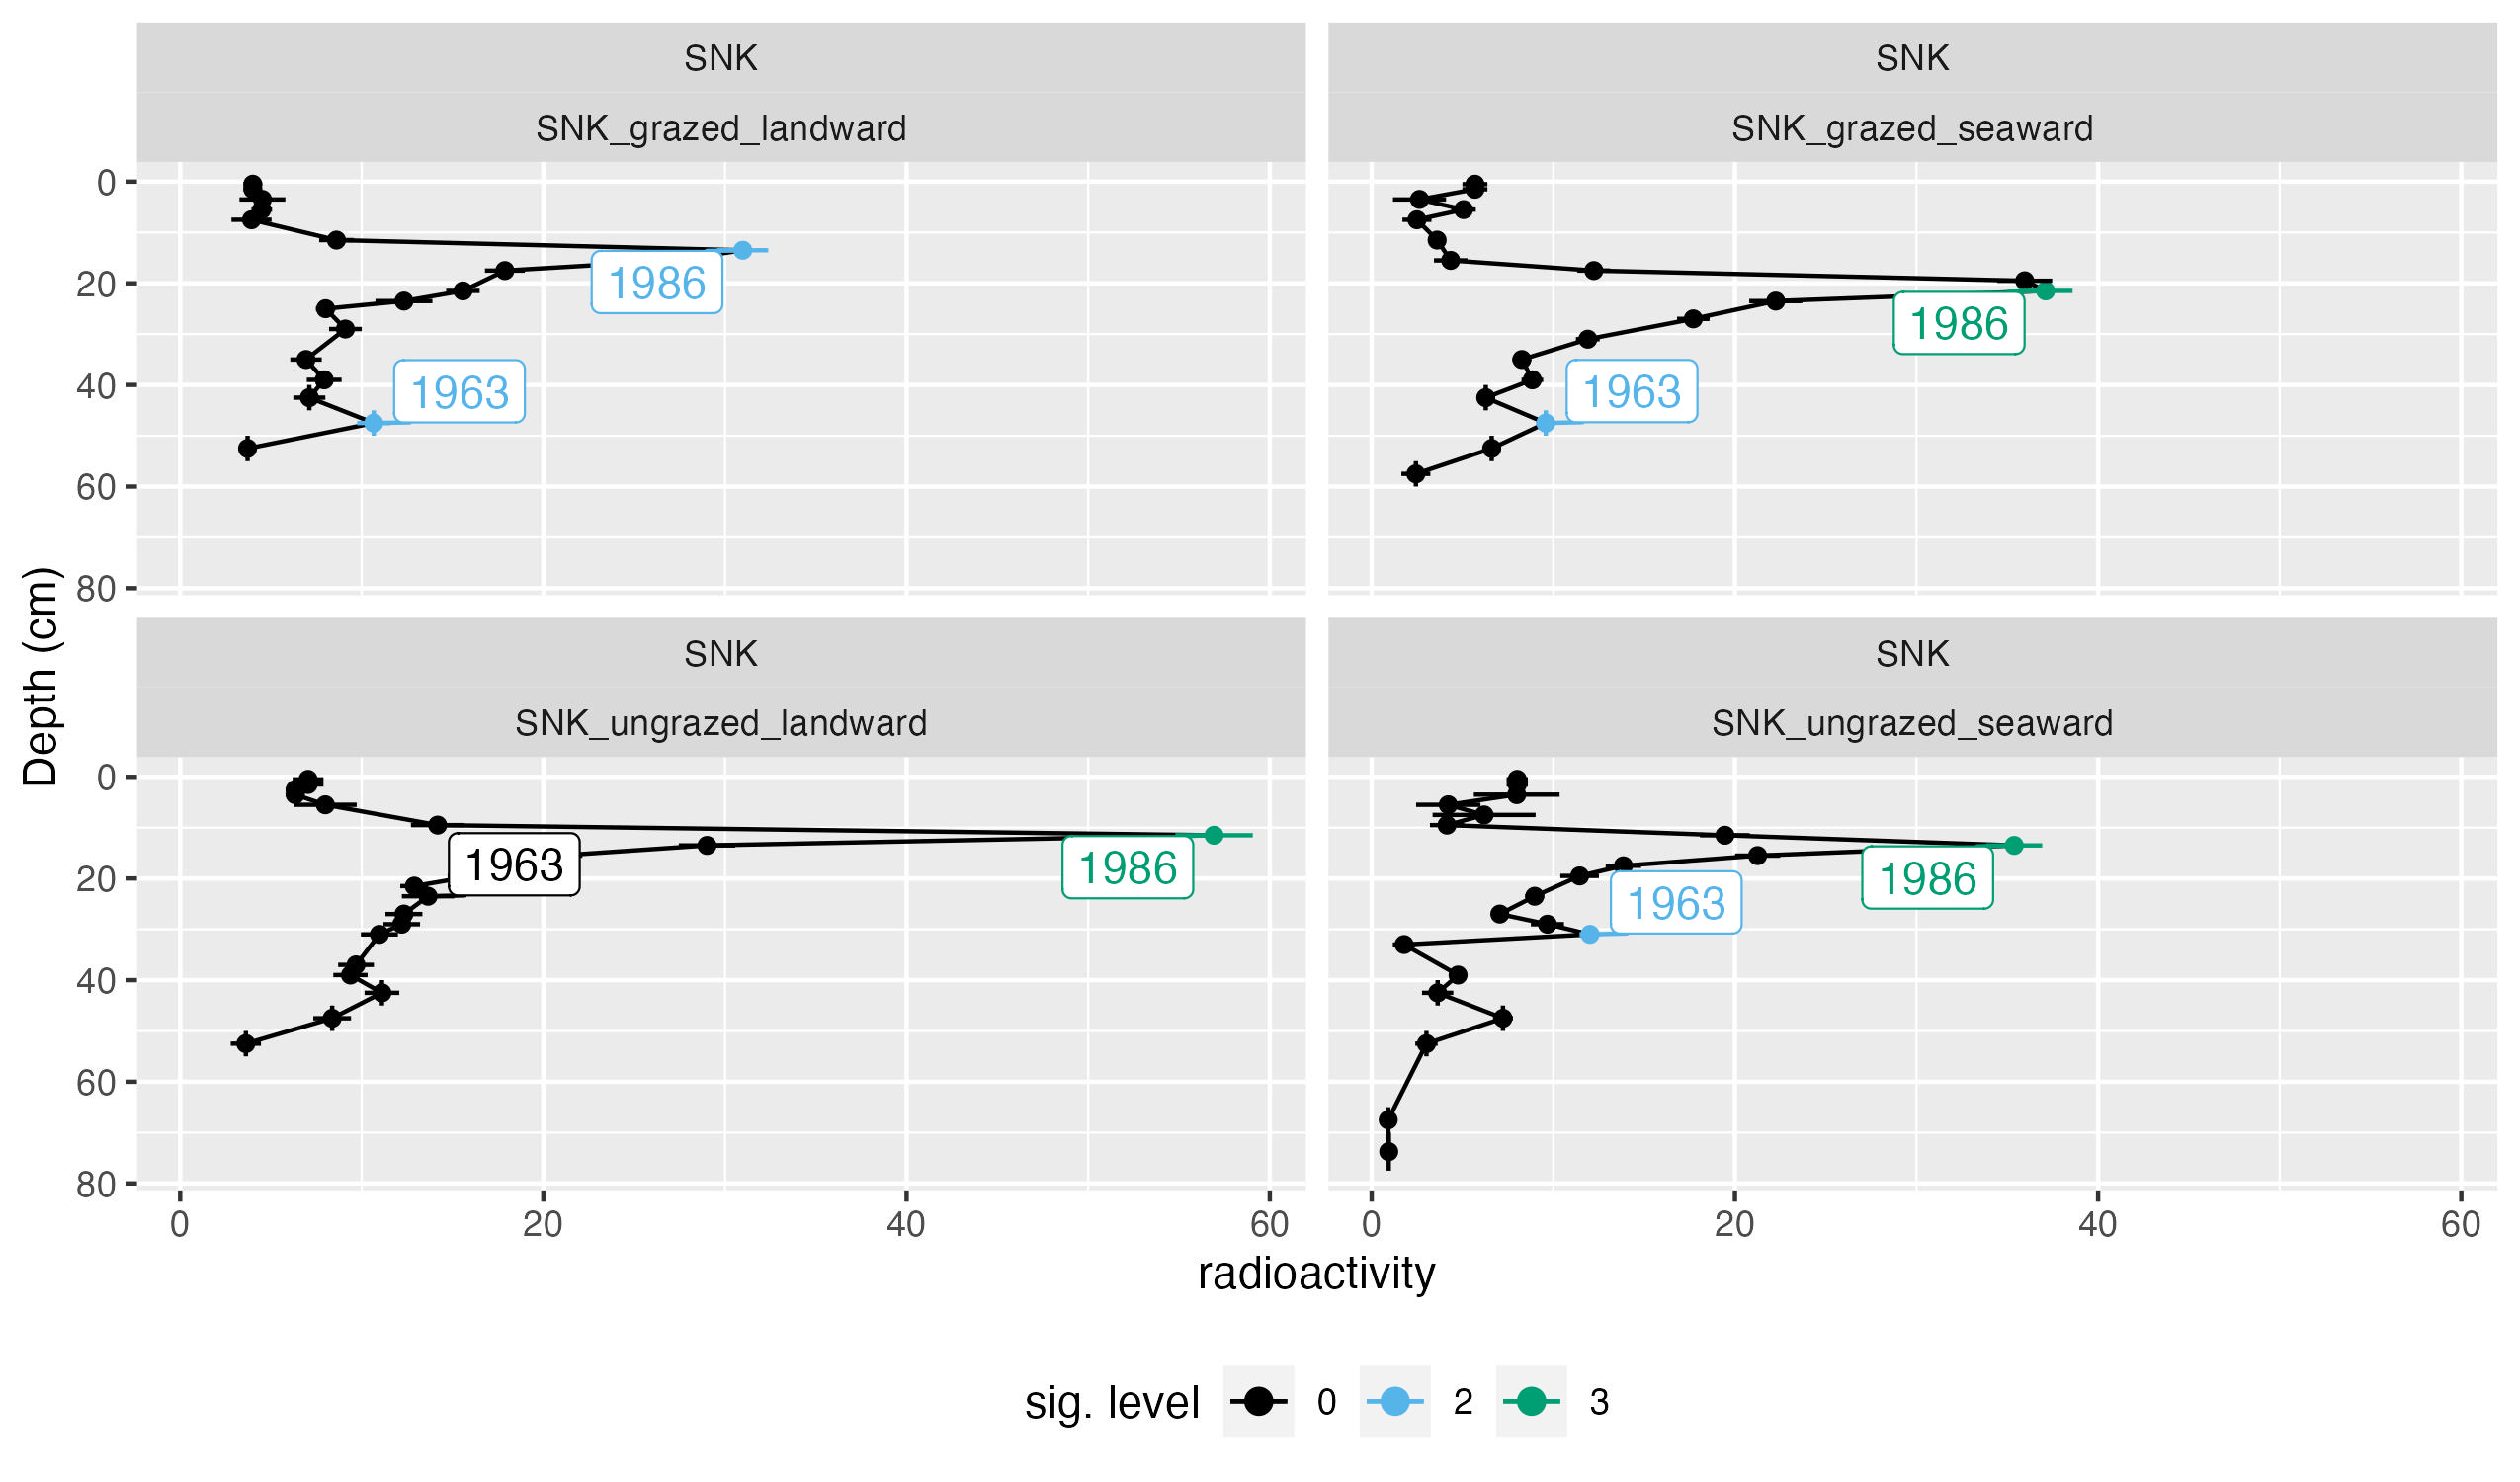 SNK
SNK
SNK_grazed_landward
SNK_grazed_seaward
0
20
40
60
80
1986
1963
1986
1963
Depth (cm)
SNK
SNK
SNK_ungrazed_landward
SNK_ungrazed_seaward
0
20
40
60
80
1963
1986
1963
1986
0
20
40
60
0
20
40
60
radioactivity
sig. level 0 2 3